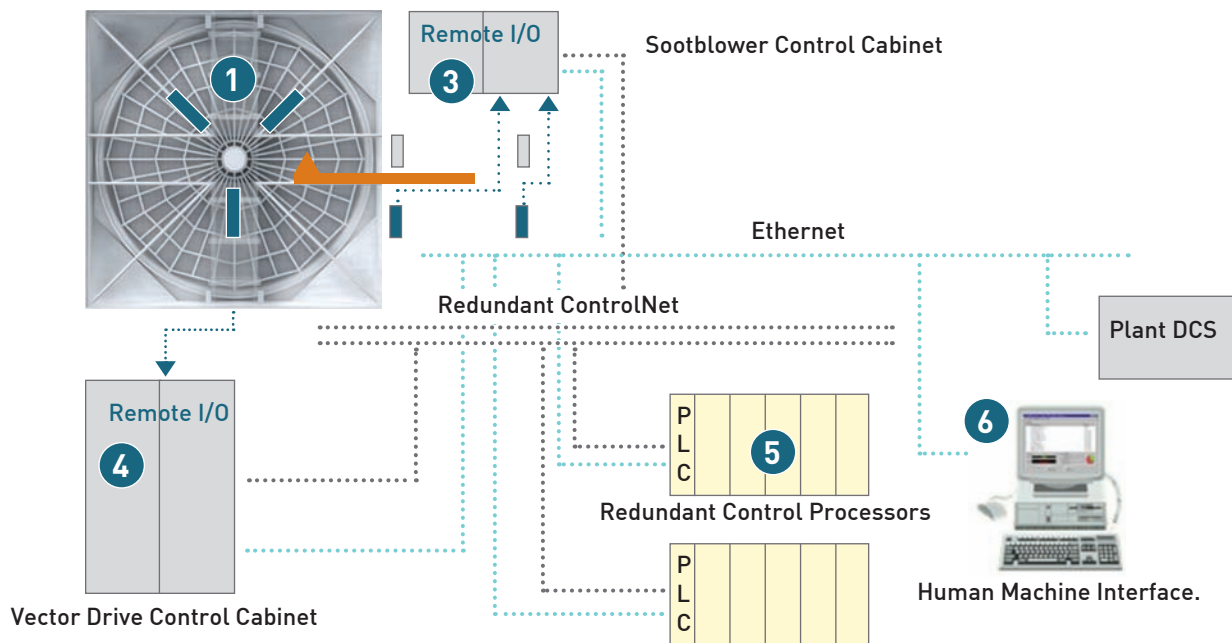 1
Remote I/O
3
Sootblower Control Cabinet
Ethernet
Redundant ControlNet
Plant DCS
Remote I/O
4
P
L
C
5
6
Redundant Control Processors
P
L
C
Human Machine Interface.
Vector Drive Control Cabinet